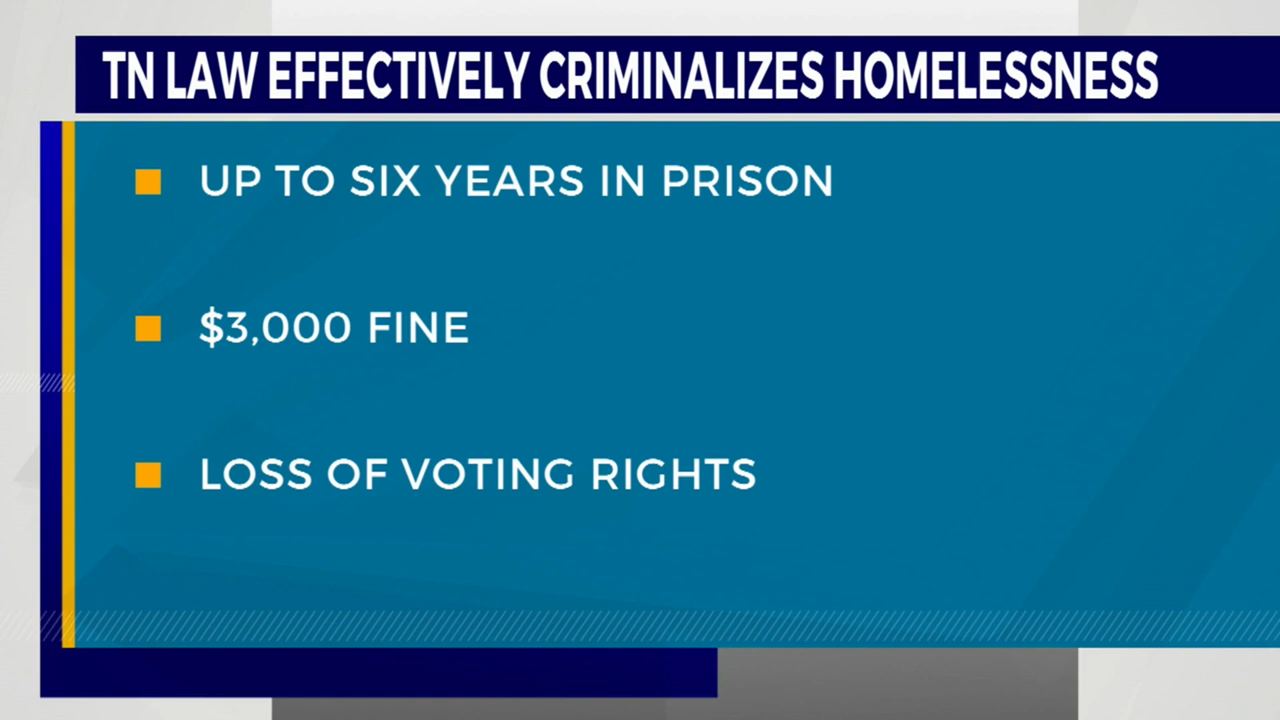 TN LAW EFFECTIVELY CRIMINALIZES HOMELESSNESS
UP TO SIX YEARS IN PRISON
$3,000 FINE
LOSS OF VOTING RIGHTS